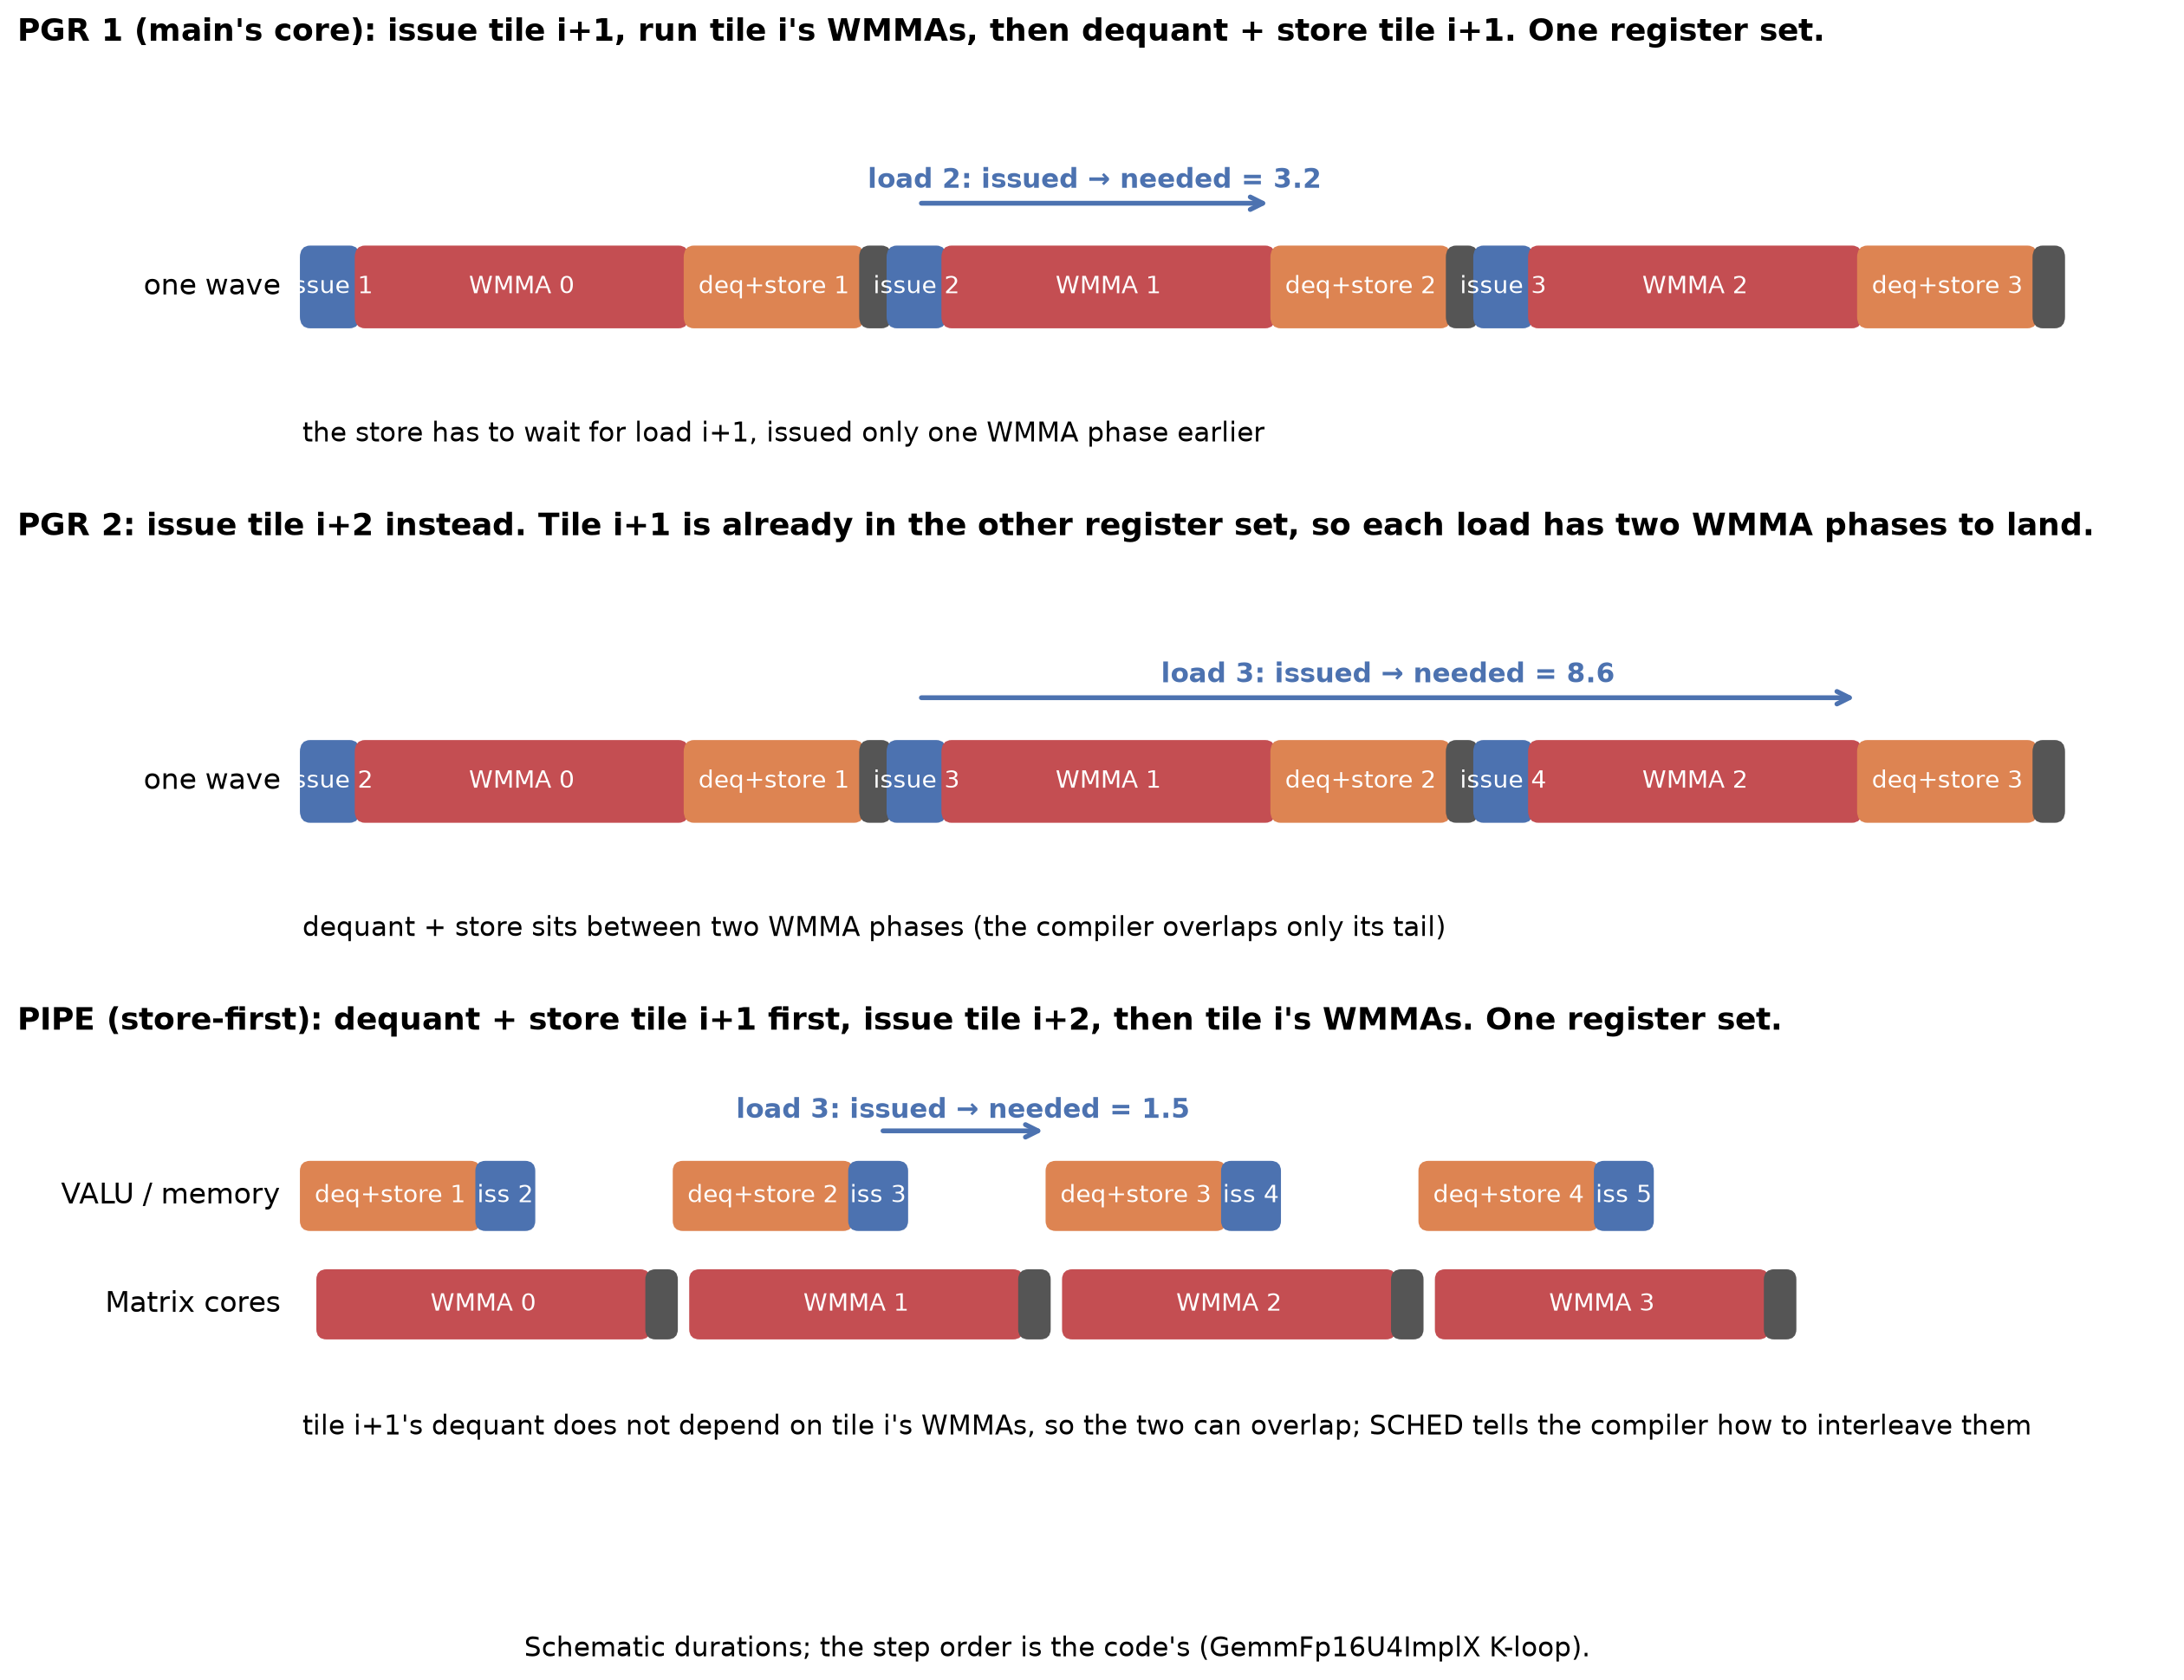 PGR 1 (main's core): issue tile i+1, run tile i's WMMAs, then dequant + store tile i+1. One register set.
load 2: issued → needed = 3.2
one wave
ssue 1 WMMA 0 deq+store 1 issue 2 WMMA 1 deq+store 2 issue 3 WMMA 2 deq+store 3
the store has to wait for load i+1, issued only one WMMA phase earlier
PGR 2: issue tile i+2 instead. Tile i+1 is already in the other register set, so each load has two WMMA phases to land.
load 3: issued → needed = 8.6
one wave
ssue 2 WMMA 0 deq+store 1 issue 3 WMMA 1 deq+store 2 issue 4 WMMA 2 deq+store 3
dequant + store sits between two WMMA phases (the compiler overlaps only its tail)
PIPE (store-first): dequant + store tile i+1 first, issue tile i+2, then tile i's WMMAs. One register set.
load 3: issued → needed = 1.5
VALU / memory
deq+store 1 iss 2 deq+store 2 iss 3 deq+store 3 iss 4 deq+store 4 iss 5
Matrix cores
WMMA 0 WMMA 1 WMMA 2 WMMA 3
tile i+1's dequant does not depend on tile i's WMMAs, so the two can overlap; SCHED tells the compiler how to interleave them
Schematic durations; the step order is the code's (GemmFp16U4ImplX K-loop).